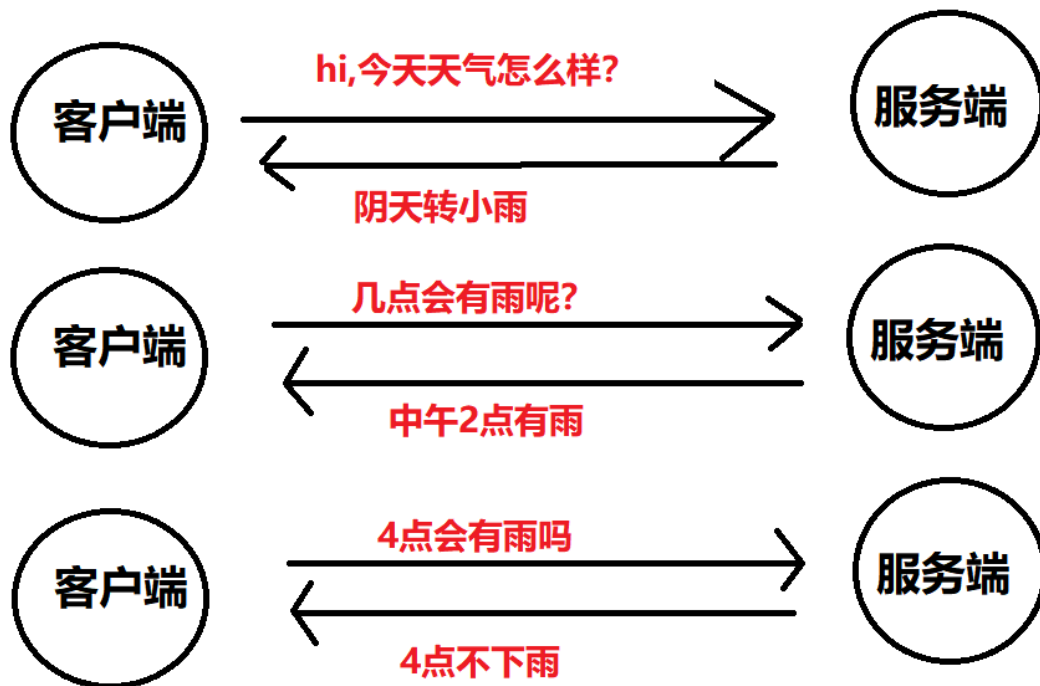 hi,今天天气怎么样?
客户端
服务端
阴天转小雨
几点会有雨呢?
客户端
服务端
中午2点有雨
4点会有雨吗
客户端
服务端
4点不下雨